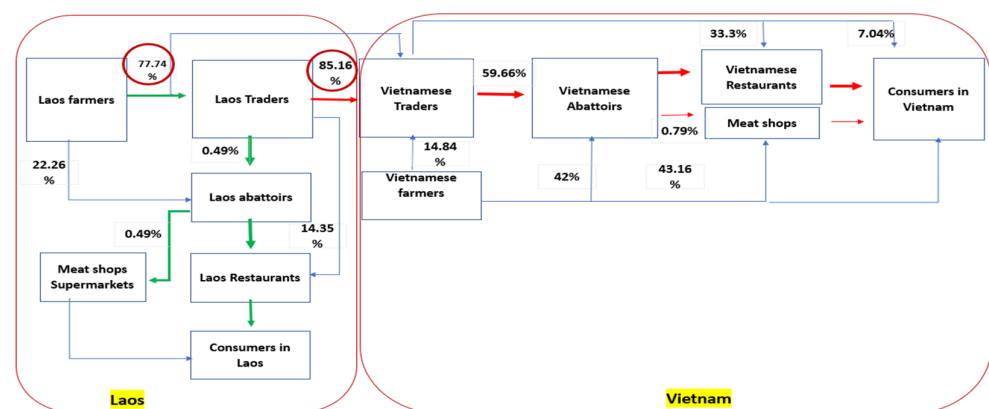 33.3%
7.04%
77.74
%
85.16
%
Laos farmers
Laos Traders
Vietnamese
Traders
59.66%
Vietnamese
Abattoirs
Vietnamese
Restaurants
Meat shops
Consumers in
Vietnam
0.79%
0.49%
14.84
%
22.26
%
Vietnamese
farmers
42%
43.16
%
Laos abattoirs
0.49%
14.35
%
Meat shops
Supermarkets
Laos Restaurants
Consumers in
Laos
Laos
Vietnam